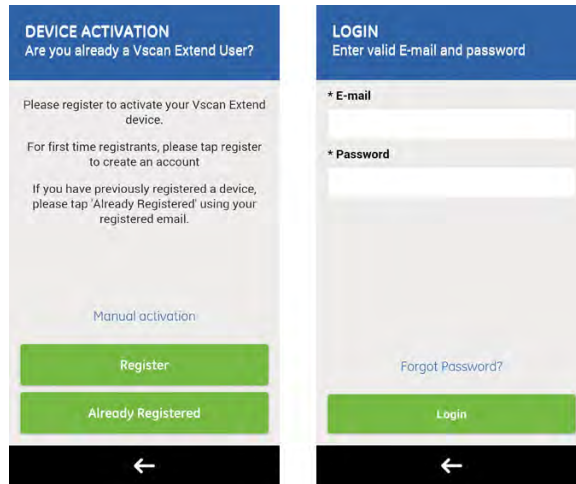 DEVICE ACTIVATION
Are you already a Vscan Extend User?
Please register to activate your Vscan Extend
device.
For first time registrants, please tap register
to create an account
If you have previously registered a device,
please tap 'Already Registered' using your
registered email.
Manual activation
Register
Already Registered
LOGIN
Enter valid E-mail and password
* E-mail
* Password
Forgot Password?
Login